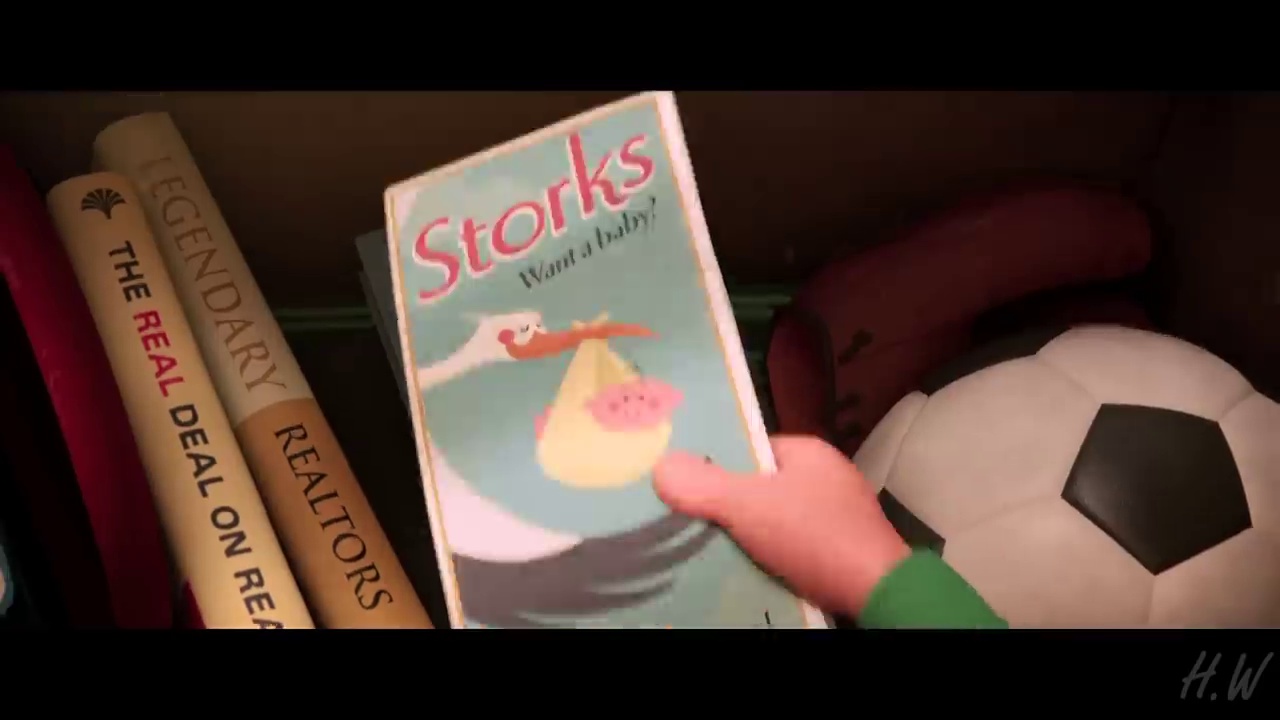 LEGENDARY
REALTORS
THE REAL DEAL ON REA
Storks
Want a baby?
H.W